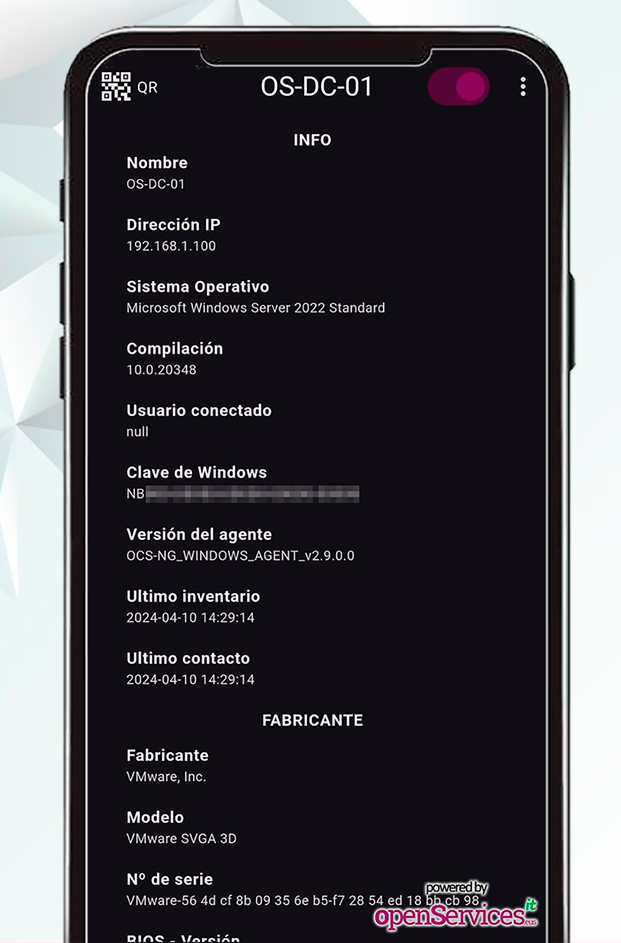 QR
OS-DC-01
INFO
Nombre
OS-DC-01
Dirección IP
192.168.1.100
Sistema Operativo
Microsoft Windows Server 2022 Standard
Compilación
10.0.20348
Usuario conectado
null
Clave de Windows
NB
Versión del agente
OCS-NG_WINDOWS_AGENT_v2.9.0.0
Ultimo inventario
2024-04-10 14:29:14
Ultimo contacto
2024-04-10 14:29:14
FABRICANTE
Fabricante
VMware, Inc.
Modelo
VMware SVGA 3D
Nº de serie
VMware-56 4d cf 8b 09 35 6e b5-f7 28 54 ed 18 bb cb 98
powered by
openServices it .eus
BIOS - Versión